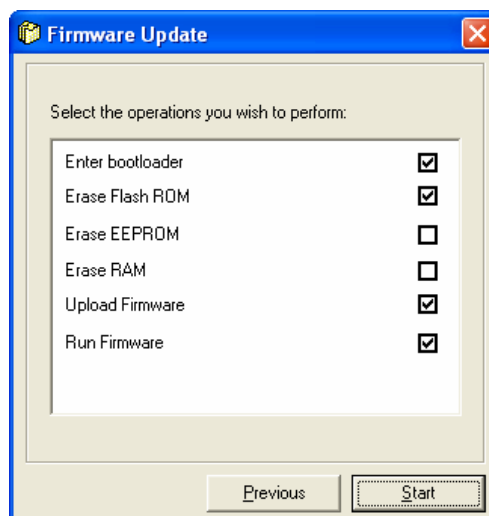 Firmware Update
Select the operations you wish to perform:
Enter bootloader
Erase Flash ROM
Erase EEPROM
Erase RAM
Upload Firmware
Run Firmware
Previous
Start